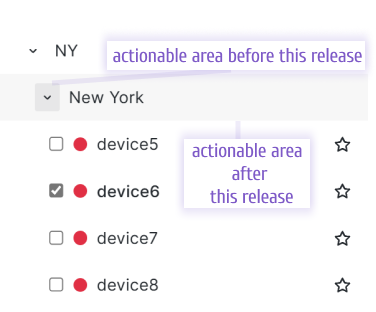 NY
actionable area before this release
New York
device5
actionable area
after
this release
device6
device7
device8